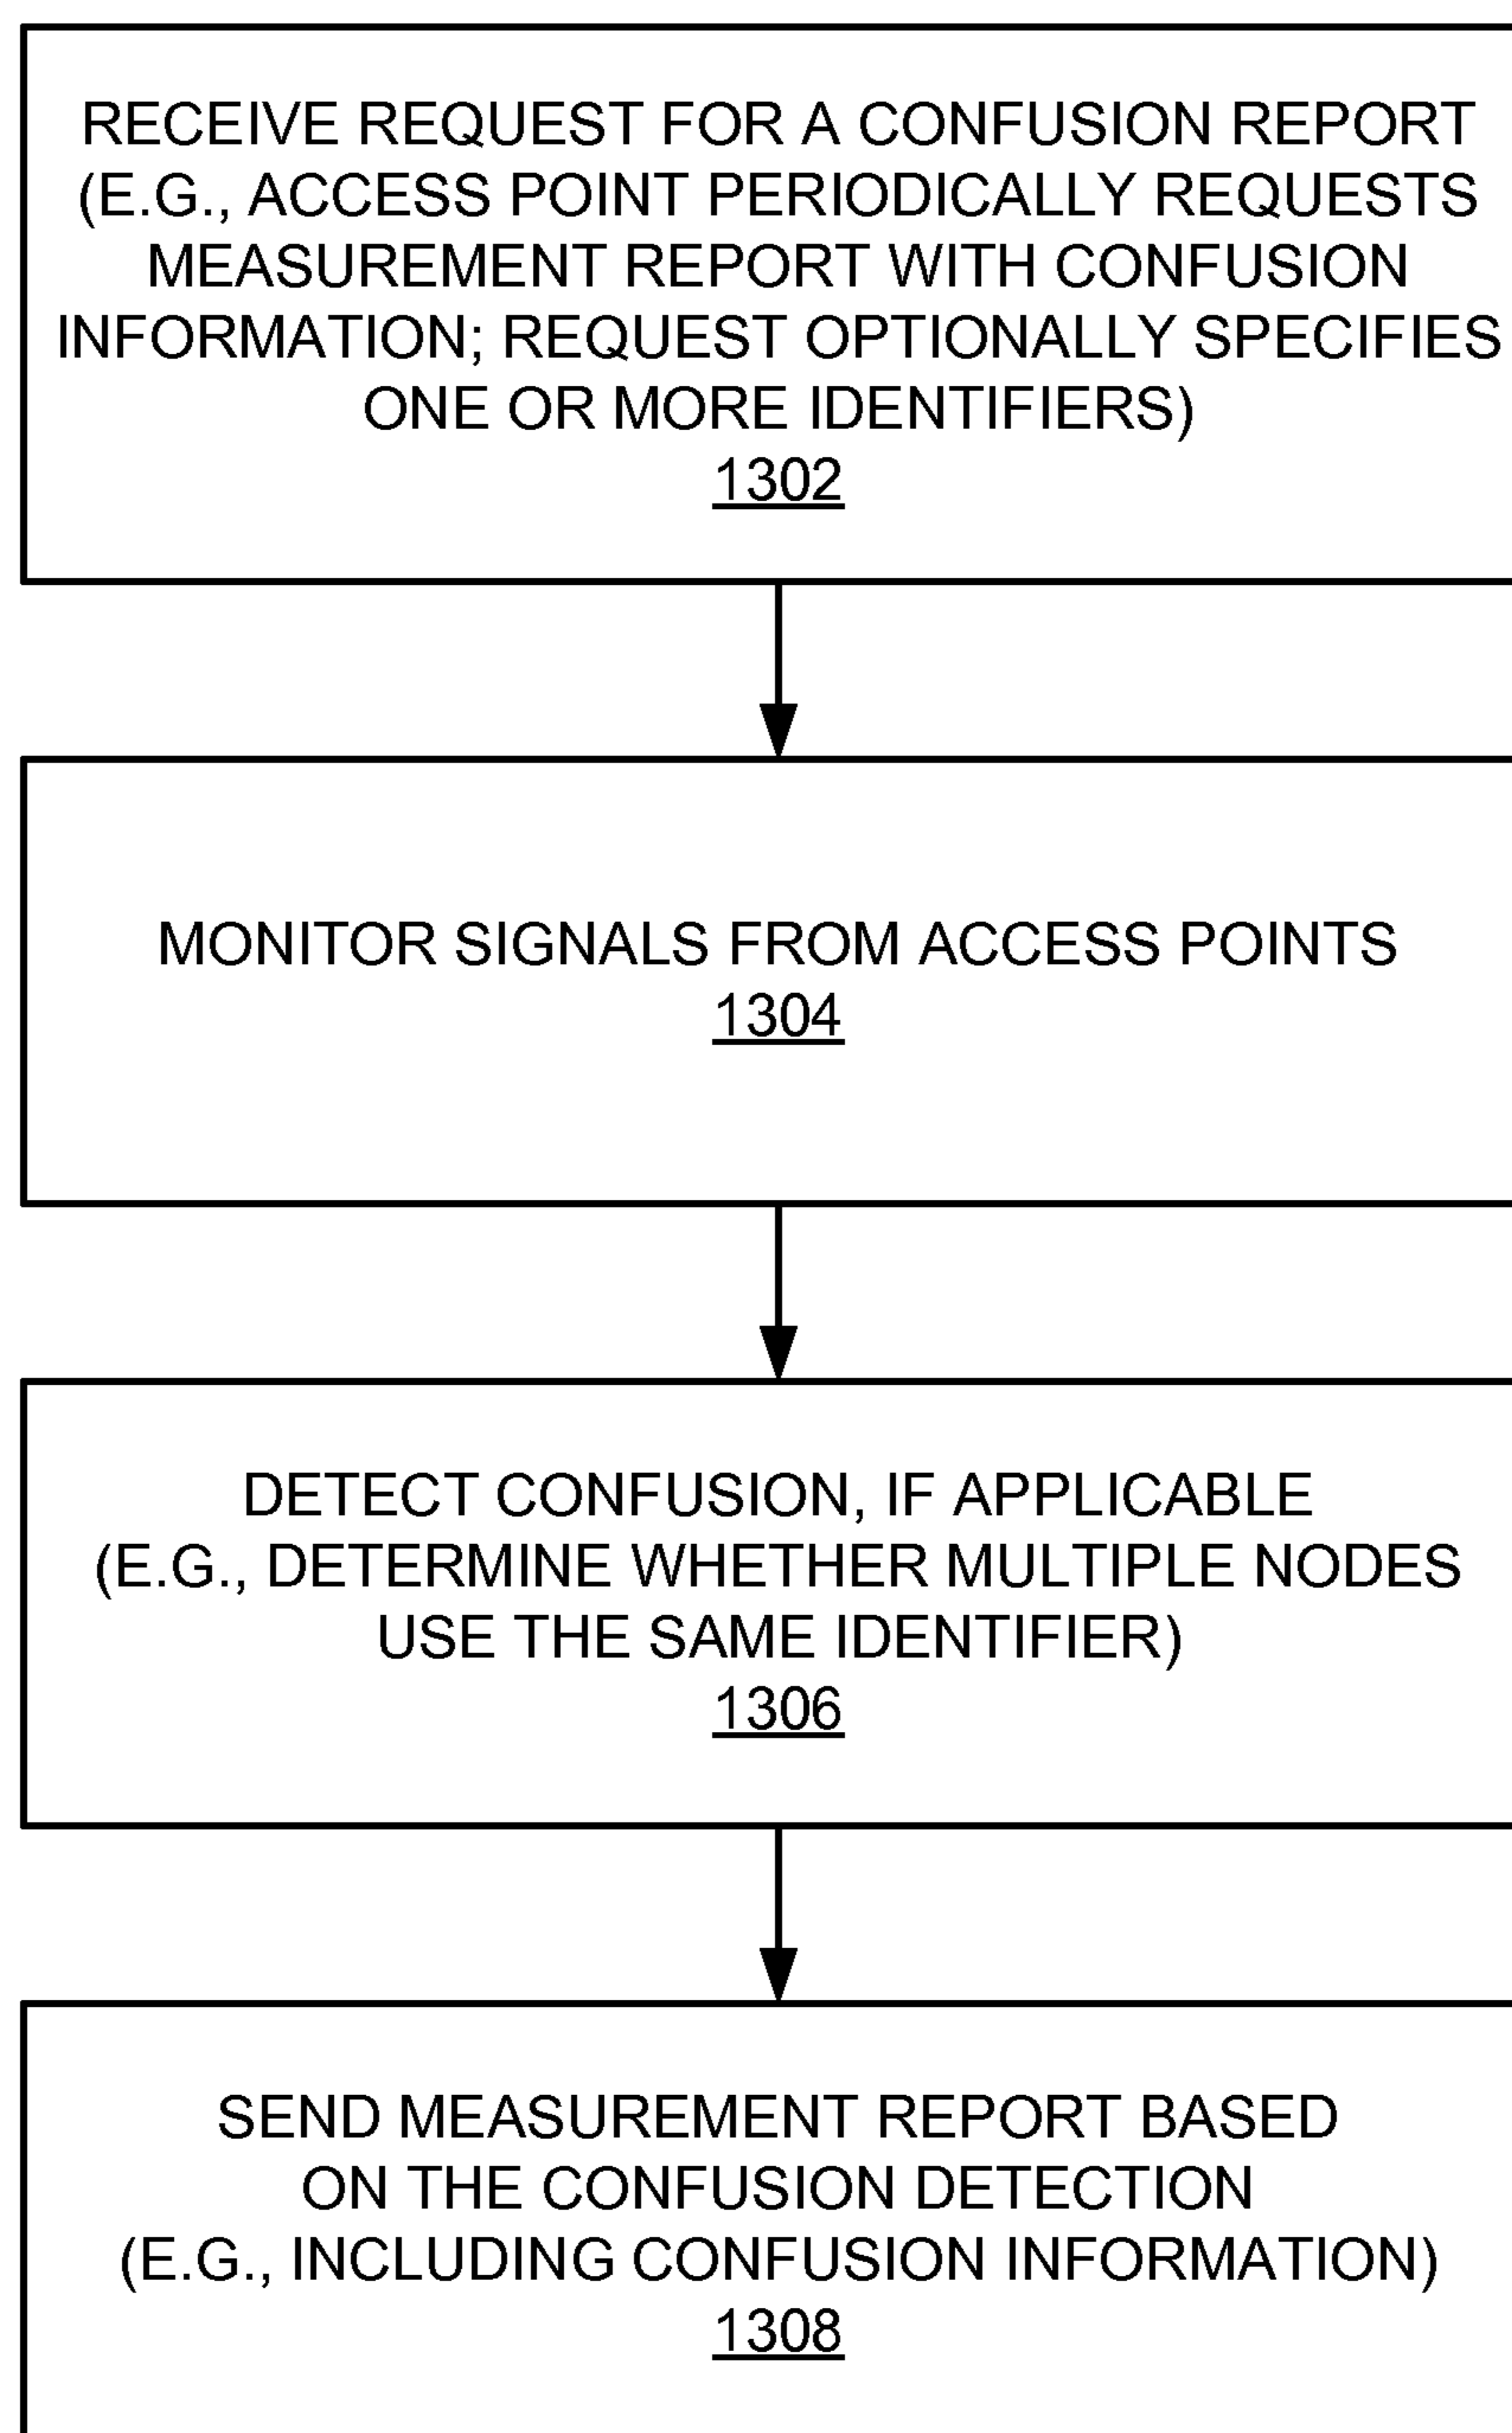 RECEIVE REQUEST FOR A CONFUSION REPORT
(E.G., ACCESS POINT PERIODICALLY REQUESTS
MEASUREMENT REPORT WITH CONFUSION
INFORMATION; REQUEST OPTIONALLY SPECIFIES
ONE OR MORE IDENTIFIERS)
1302
MONITOR SIGNALS FROM ACCESS POINTS
1304
DETECT CONFUSION, IF APPLICABLE
(E.G., DETERMINE WHETHER MULTIPLE NODES
USE THE SAME IDENTIFIER)
1306
SEND MEASUREMENT REPORT BASED
ON THE CONFUSION DETECTION
(E.G., INCLUDING CONFUSION INFORMATION)
1308